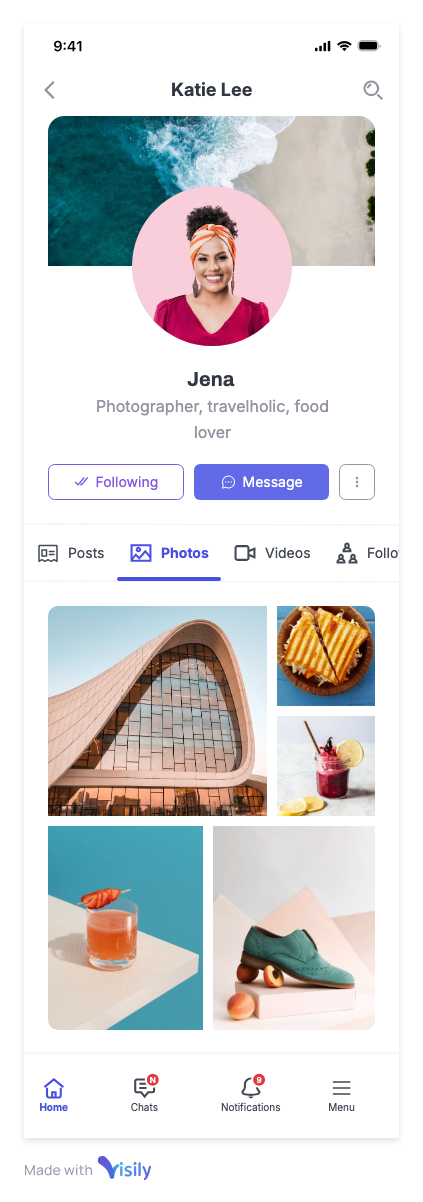 9:41
Katie Lee
Jena
Photographer, travelholic, food
lover
Following
Message
Posts
Photos
Videos
Follo
N
9
Home
Chats
Notifications
Menu
Made with Visily